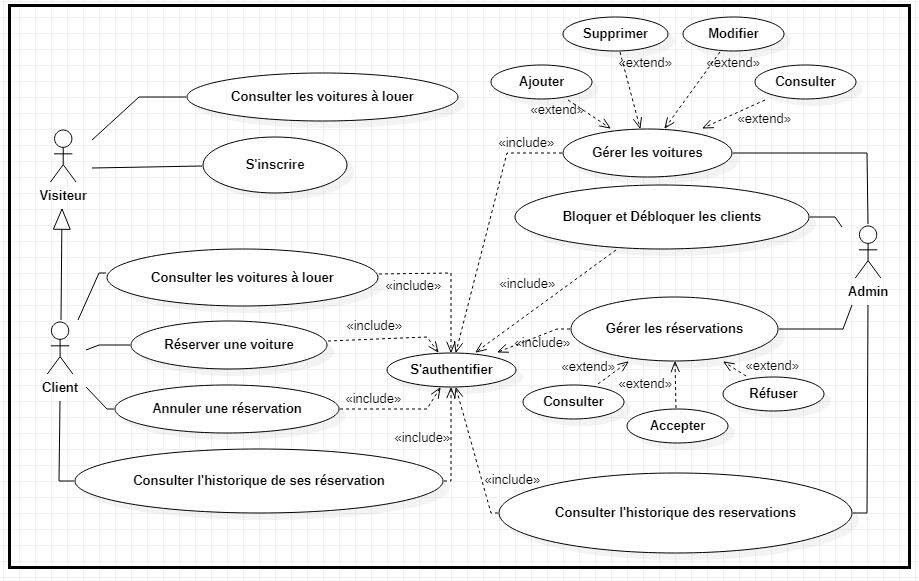 Supprimer
Modifier
«extend»
«extend»
Ajouter
Consulter
Consulter les voitures à louer
«extend»
«extend»
«include»
Gérer les voitures
S'inscrire
Visiteur
Bloquer et Débloquer les clients
Consulter les voitures à louer
«include»
«include»
Admin
«include»
Gérer les réservations
Réserver une voiture
«include»
S'authentifier
«extend»
«extend»
«extend»
Client
Réfuser
«include»
Consulter
Annuler une réservation
Accepter
«include»
Consulter l'historique de ses réservation
«include»
Consulter l'historique des reservations